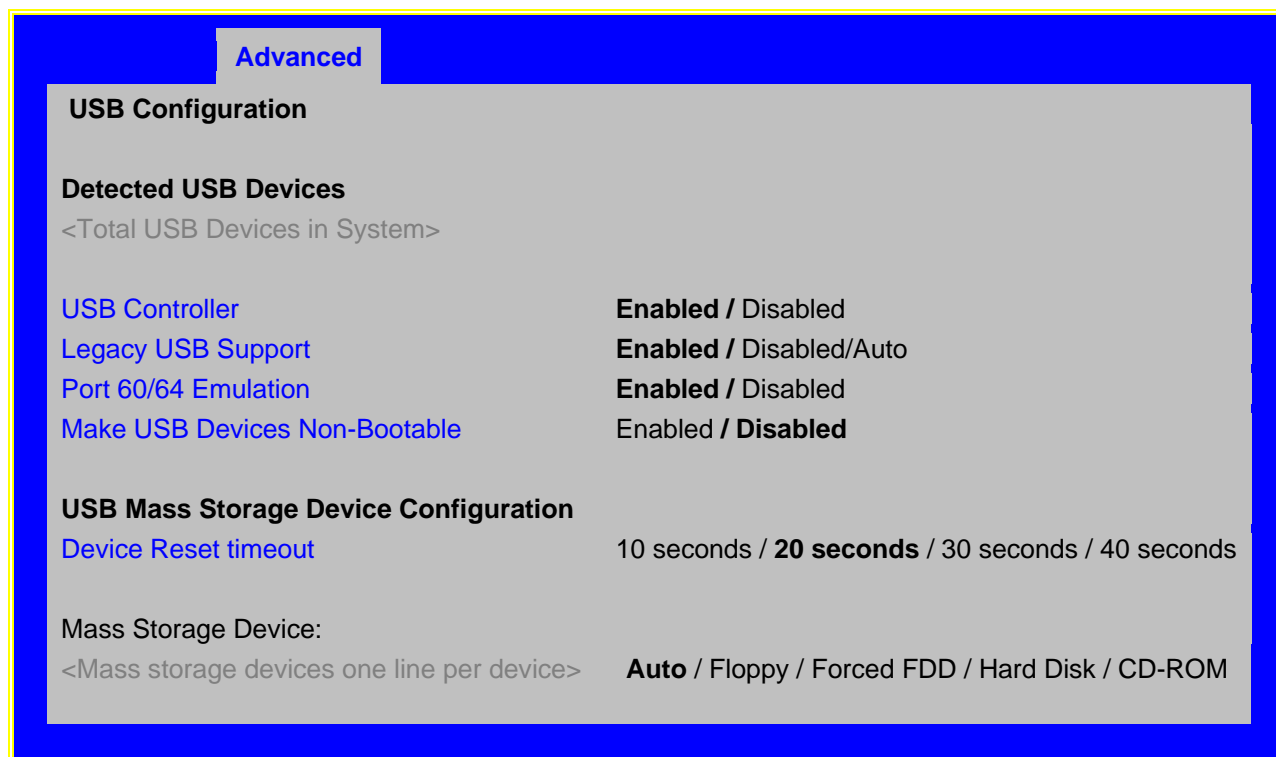 Advanced
USB Configuration
Detected USB Devices
<Total USB Devices in System>
USB Controller Enabled / Disabled
Legacy USB Support Enabled / Disabled/Auto
Port 60/64 Emulation Enabled / Disabled
Make USB Devices Non-Bootable Enabled / Disabled
USB Mass Storage Device Configuration
Device Reset timeout 10 seconds / 20 seconds / 30 seconds / 40 seconds
Mass Storage Device:
<Mass storage devices one line per device> Auto / Floppy / Forced FDD / Hard Disk / CD-ROM